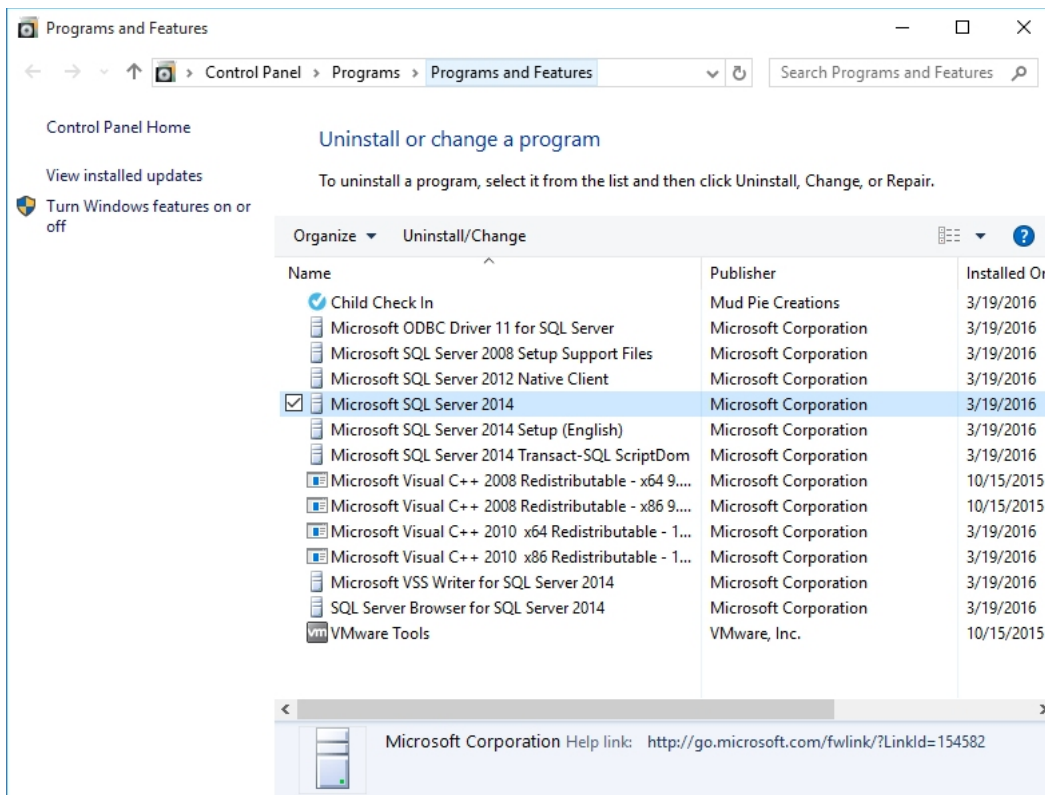 Programs and Features
Control Panel > Programs > Programs and Features
Search Programs and Features
Control Panel Home
View installed updates
Turn Windows features on or
off
Uninstall or change a program
To uninstall a program, select it from the list and then click Uninstall, Change, or Repair.
Organize Uninstall/Change
Name Publisher Installed Or
Child Check In Mud Pie Creations 3/19/2016
Microsoft ODBC Driver 11 for SQL Server Microsoft Corporation 3/19/2016
Microsoft SQL Server 2008 Setup Support Files Microsoft Corporation 3/19/2016
Microsoft SQL Server 2012 Native Client Microsoft Corporation 3/19/2016
Microsoft SQL Server 2014 Microsoft Corporation 3/19/2016
Microsoft SQL Server 2014 Setup (English) Microsoft Corporation 3/19/2016
Microsoft SQL Server 2014 Transact-SQL ScriptDom Microsoft Corporation 3/19/2016
Microsoft Visual C++ 2008 Redistributable - x64 9.... Microsoft Corporation 10/15/2015
Microsoft Visual C++ 2008 Redistributable - x86 9.... Microsoft Corporation 10/15/2015
Microsoft Visual C++ 2010 x64 Redistributable - 1... Microsoft Corporation 3/19/2016
Microsoft Visual C++ 2010 x86 Redistributable - 1... Microsoft Corporation 3/19/2016
Microsoft VSS Writer for SQL Server 2014 Microsoft Corporation 3/19/2016
SQL Server Browser for SQL Server 2014 Microsoft Corporation 3/19/2016
vm VMware Tools VMware, Inc. 10/15/2015
Microsoft Corporation Help link: http://go.microsoft.com/fwlink/?LinkId=154582